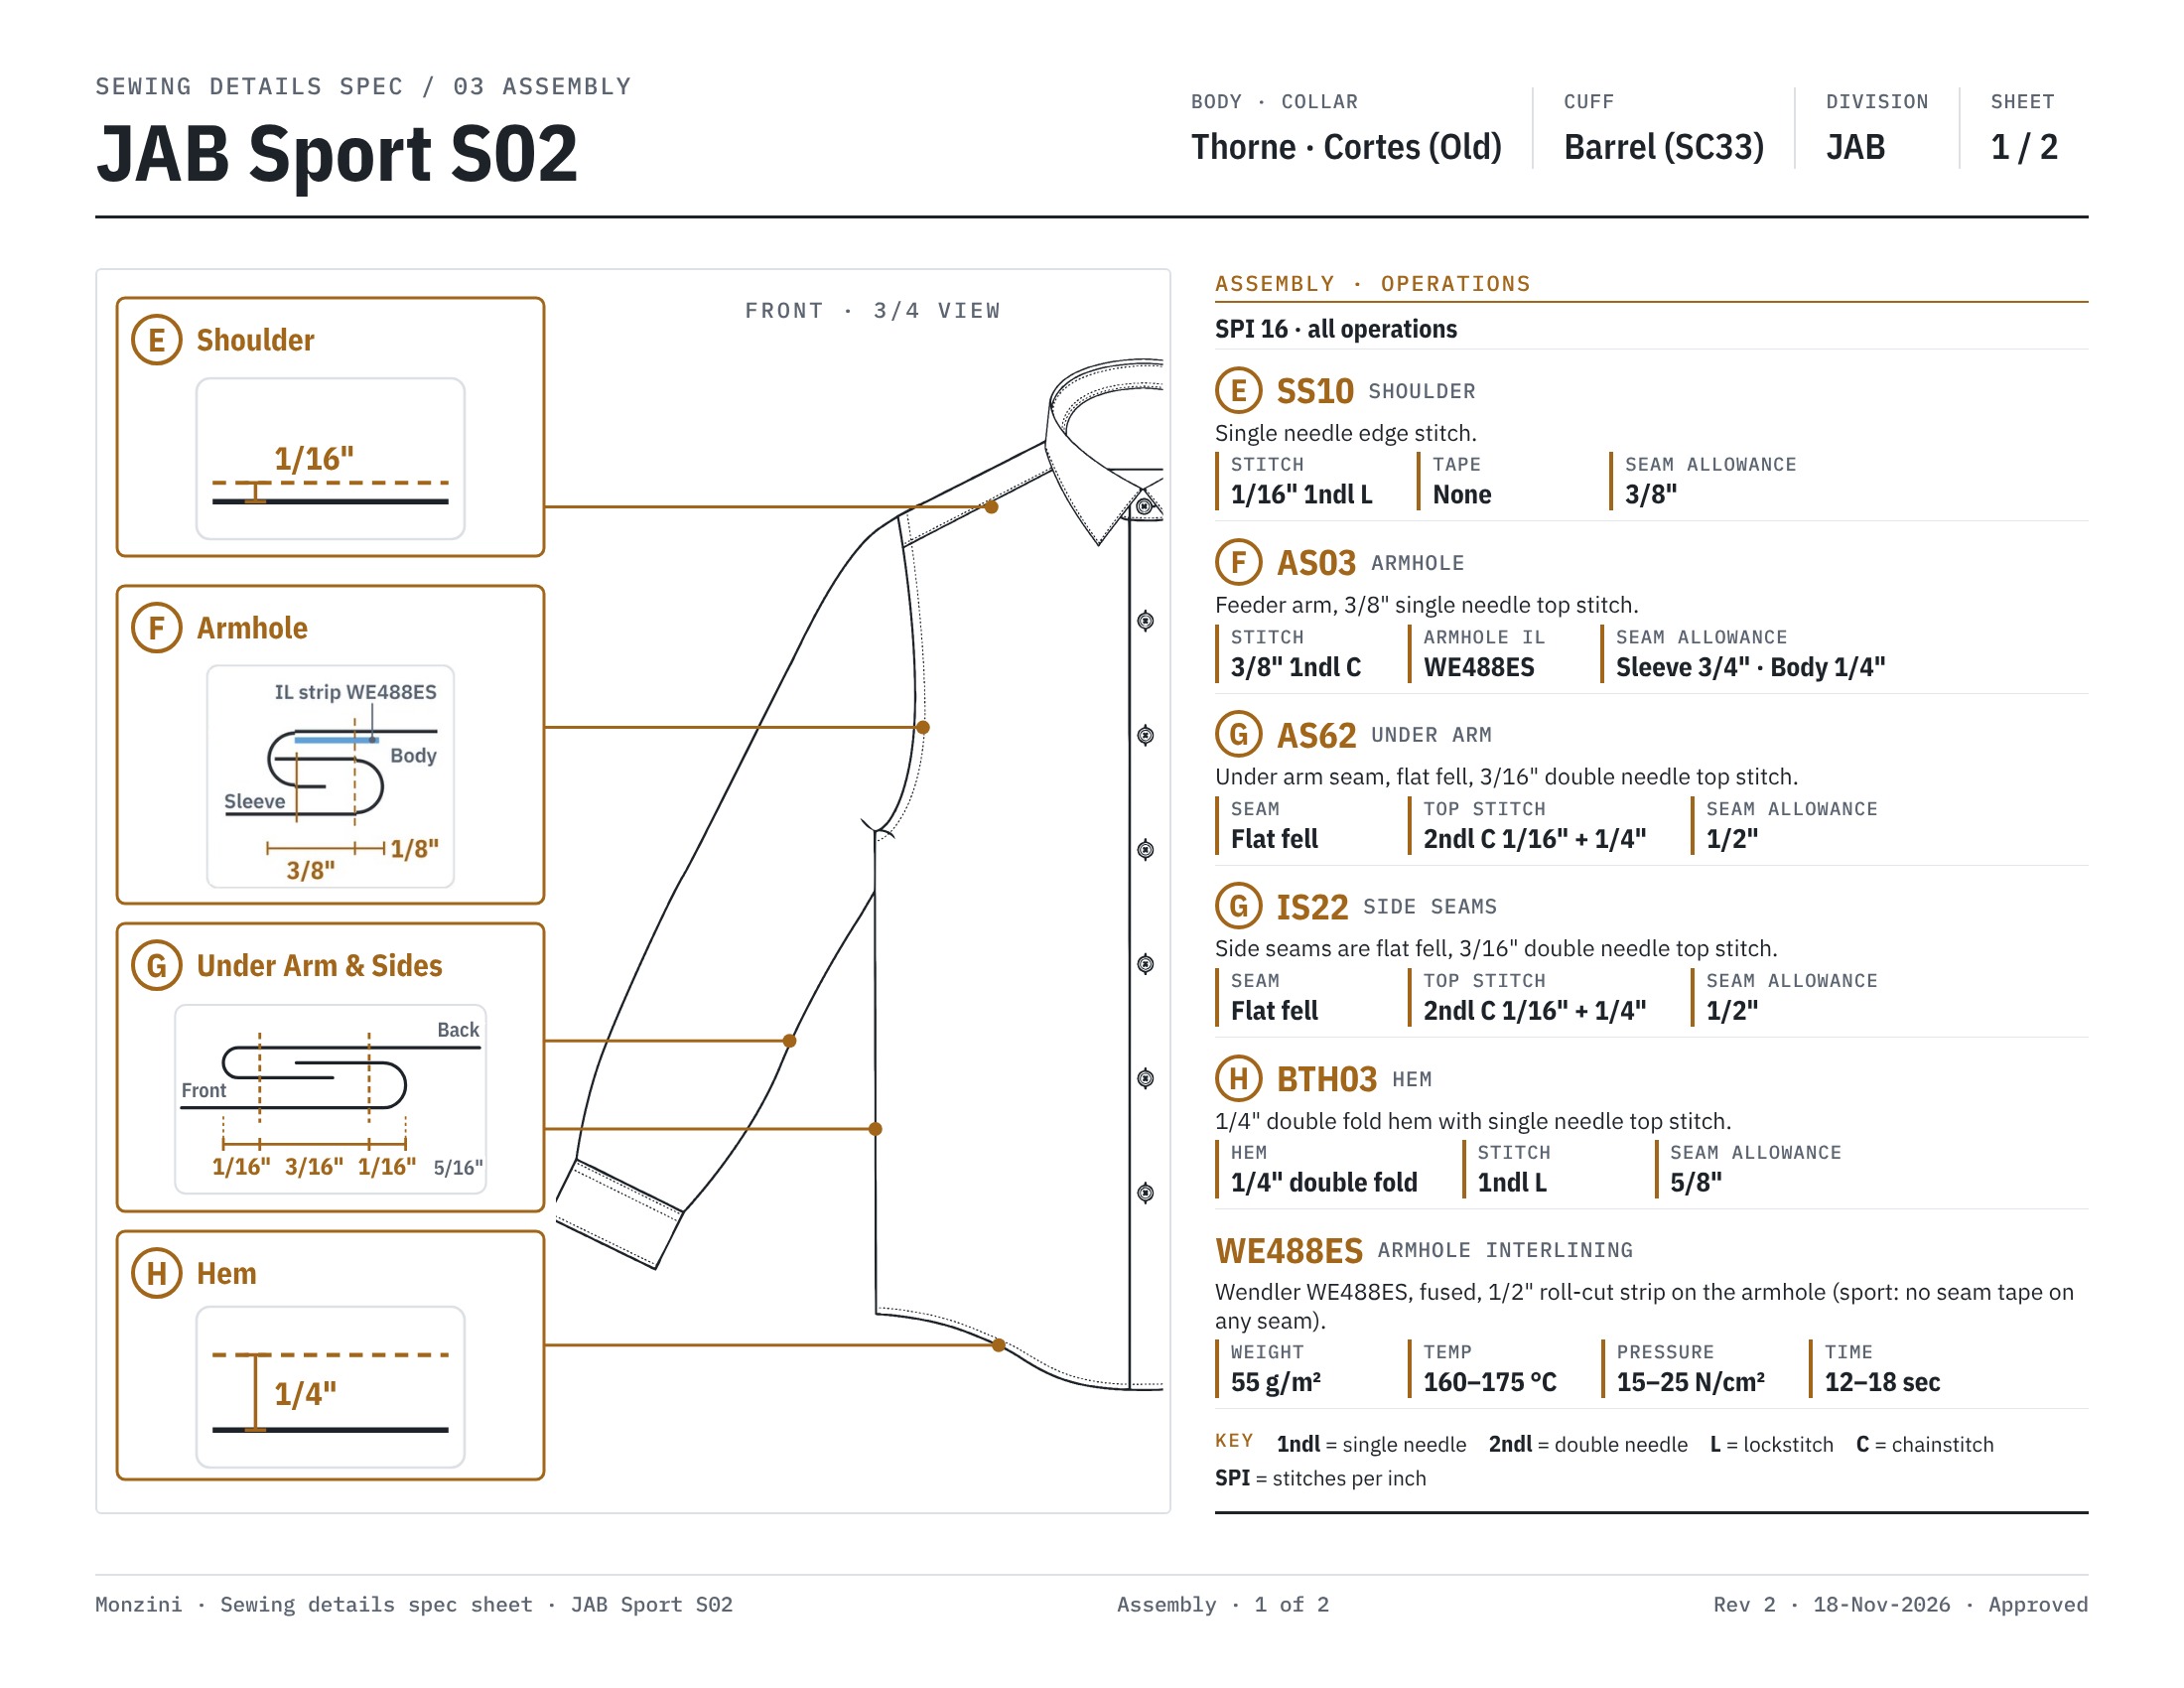 SEWING DETAILS SPEC / 03 ASSEMBLY
JAB Sport S02
BODY · COLLAR
Thorne · Cortes (Old)
CUFF
Barrel (SC33)
DIVISION
JAB
SHEET
1 / 2
FRONT · 3/4 VIEW
E Shoulder
1/16"
F Armhole
IL strip WE488ES
Body
Sleeve
1/8"
3/8"
G Under Arm & Sides
Back
Front
1/16" 3/16" 1/16" 5/16"
H Hem
1/4"
ASSEMBLY · OPERATIONS
SPI 16 · all operations
E SS10 SHOULDER
Single needle edge stitch.
STITCH TAPE SEAM ALLOWANCE
1/16" 1ndl L None 3/8"
F AS03 ARMHOLE
Feeder arm, 3/8" single needle top stitch.
STITCH ARMHOLE IL SEAM ALLOWANCE
3/8" 1ndl C WE488ES Sleeve 3/4" · Body 1/4"
G AS62 UNDER ARM
Under arm seam, flat fell, 3/16" double needle top stitch.
SEAM TOP STITCH SEAM ALLOWANCE
Flat fell 2ndl C 1/16" + 1/4" 1/2"
G IS22 SIDE SEAMS
Side seams are flat fell, 3/16" double needle top stitch.
SEAM TOP STITCH SEAM ALLOWANCE
Flat fell 2ndl C 1/16" + 1/4" 1/2"
H BTH03 HEM
1/4" double fold hem with single needle top stitch.
HEM STITCH SEAM ALLOWANCE
1/4" double fold 1ndl L 5/8"
WE488ES ARMHOLE INTERLINING
Wendler WE488ES, fused, 1/2" roll-cut strip on the armhole (sport: no seam tape on
any seam).
WEIGHT TEMP PRESSURE TIME
55 g/m² 160–175 °C 15–25 N/cm² 12–18 sec
KEY 1ndl = single needle 2ndl = double needle L = lockstitch C = chainstitch
SPI = stitches per inch
Monzini · Sewing details spec sheet · JAB Sport S02
Assembly · 1 of 2
Rev 2 · 18-Nov-2026 · Approved